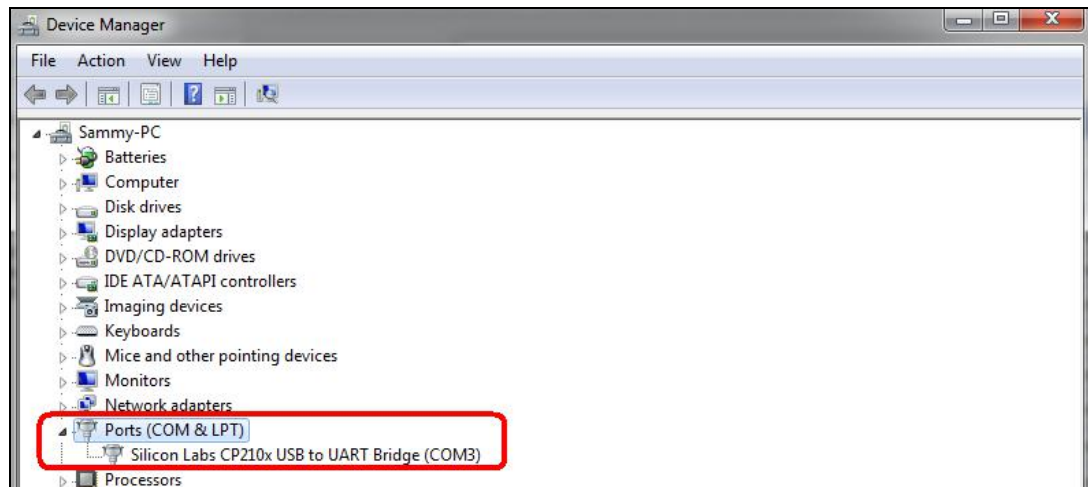 Device Manager
File Action View Help
Sammy-PC
Batteries
Computer
Disk drives
Display adapters
DVD/CD-ROM drives
IDE ATA/ATAPI controllers
Imaging devices
Keyboards
Mice and other pointing devices
Monitors
Network adapters
Ports (COM & LPT)
Silicon Labs CP210x USB to UART Bridge (COM3)
Processors